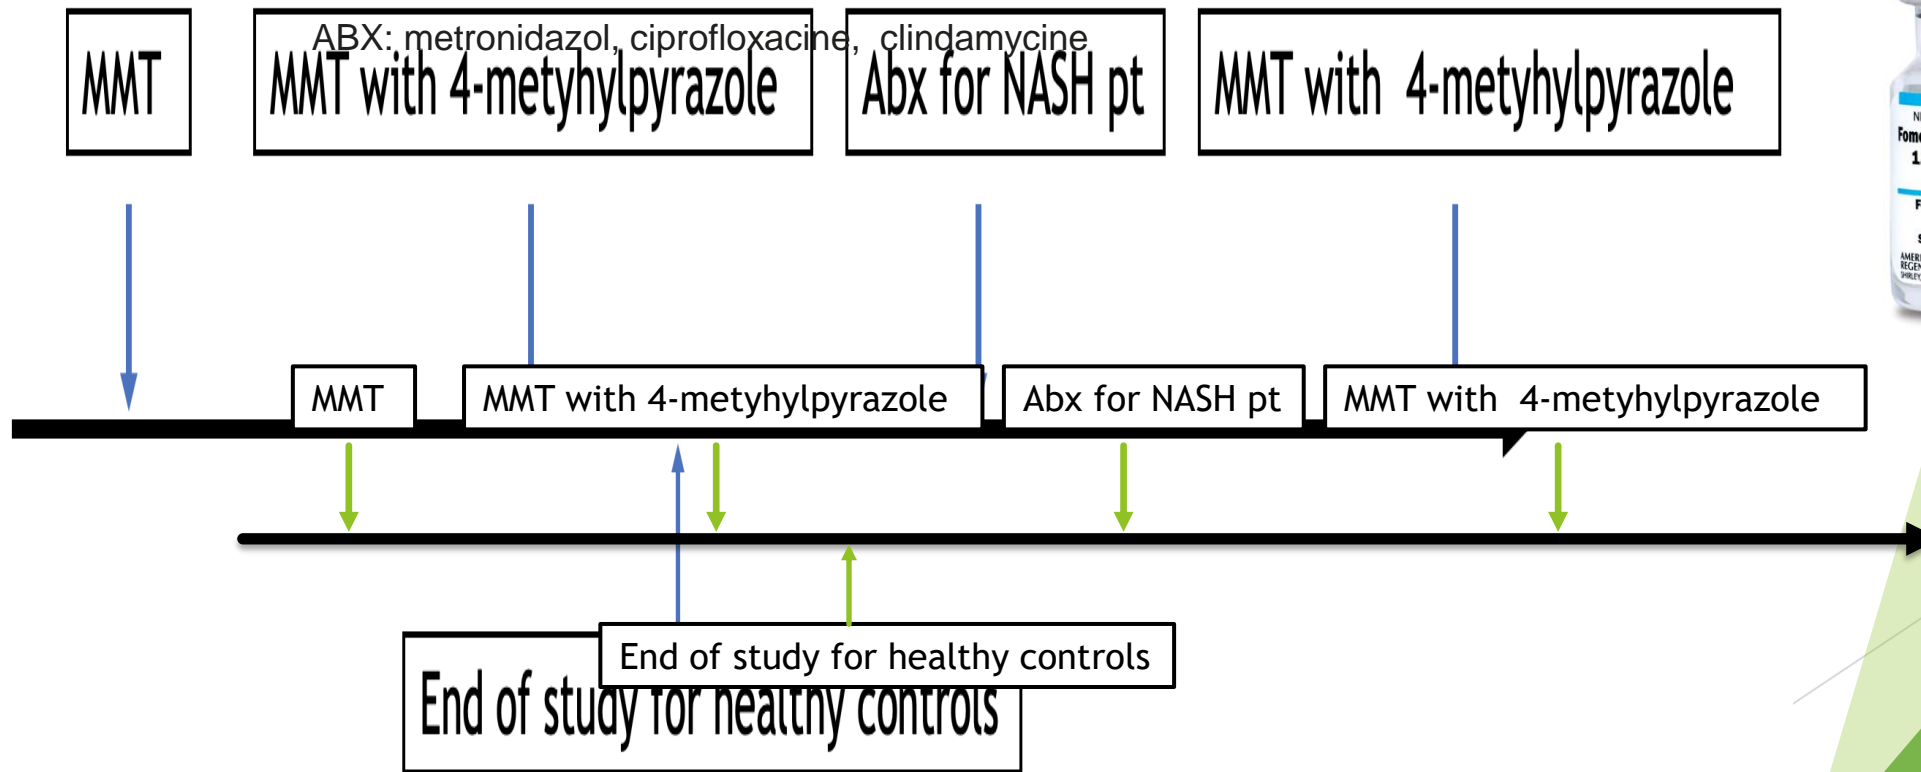 ABX: metronidazol, ciprofloxacine, clindamycine
MMT
MMT with 4-metyhylpyrazole
Abx for NASH pt
MMT with 4-metyhylpyrazole
MMT
MMT with 4-metyhylpyrazole
Abx for NASH pt
MMT with 4-metyhylpyrazole
End of study for healthy controls
End of study for healthy controls